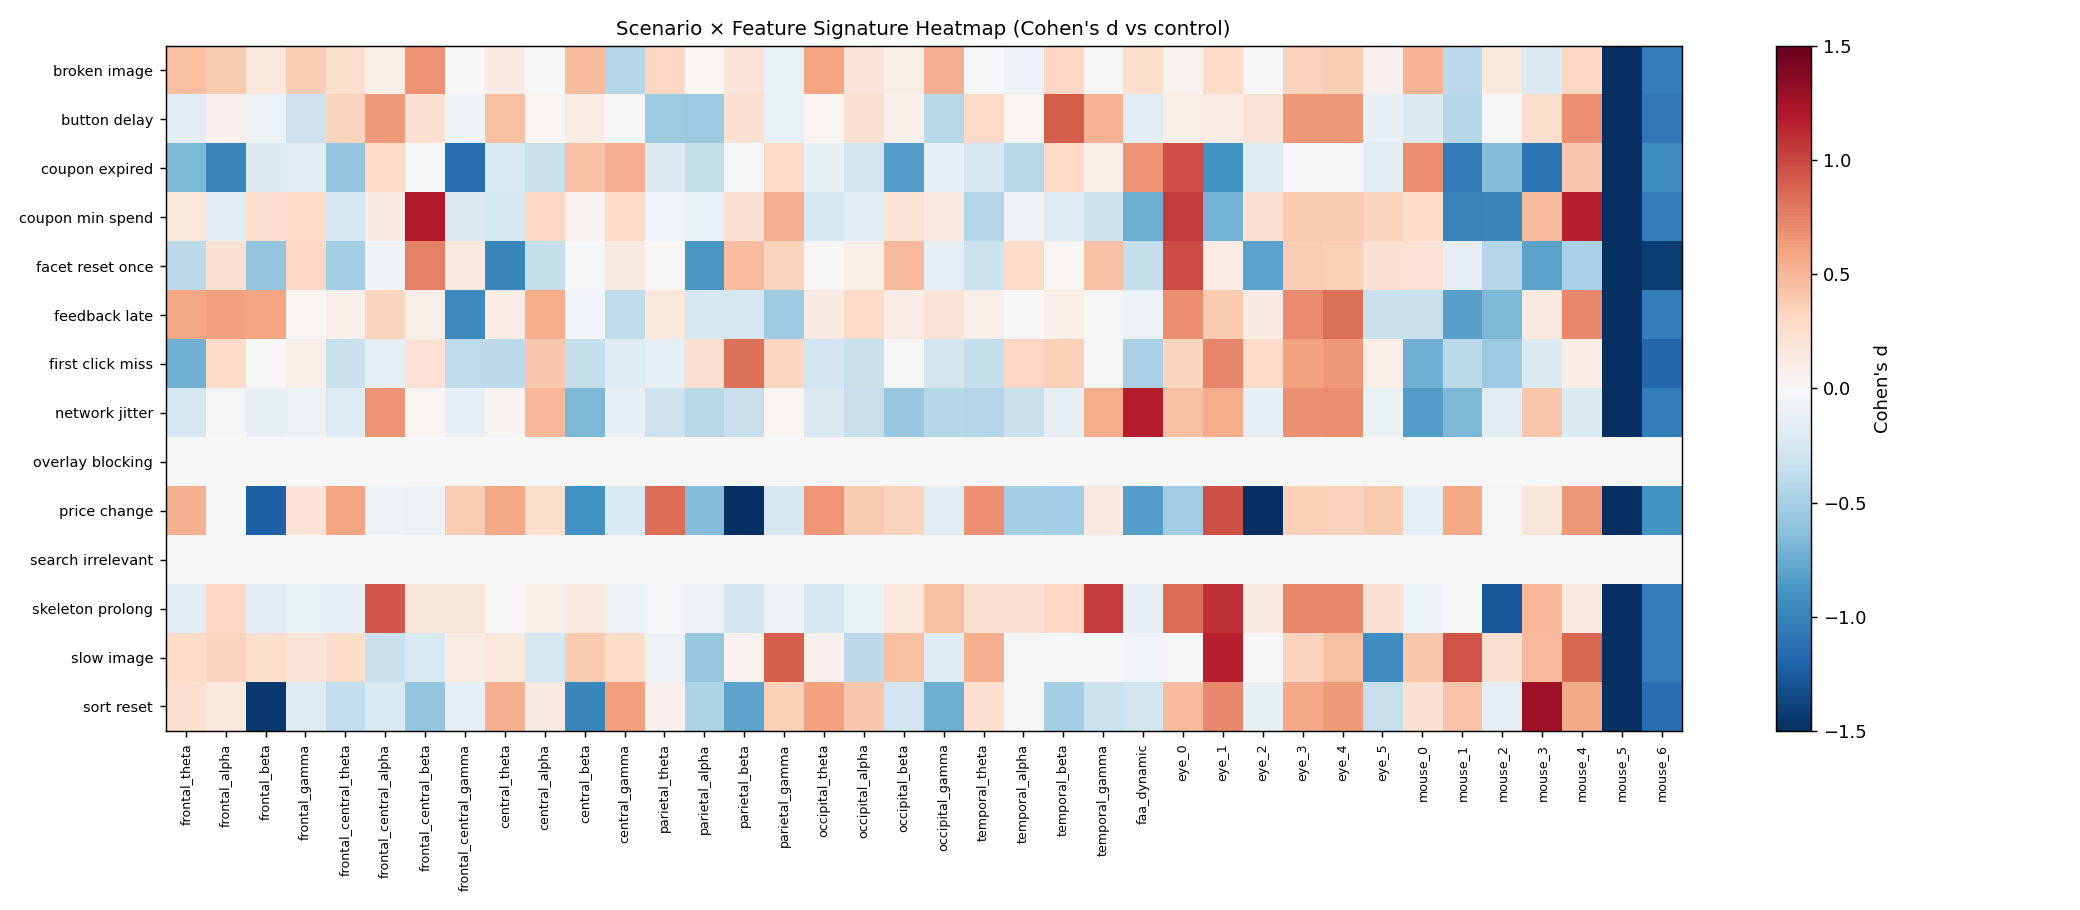 Scenario × Feature Signature Heatmap (Cohen's d vs control)
broken image
button delay
coupon expired
coupon min spend
facet reset once
feedback late
first click miss
network jitter
overlay blocking
price change
search irrelevant
skeleton prolong
slow image
sort reset
frontal_theta
frontal_alpha
frontal_beta
frontal_gamma
frontal_central_theta
frontal_central_alpha
frontal_central_beta
frontal_central_gamma
central_theta
central_alpha
central_beta
central_gamma
parietal_theta
parietal_alpha
parietal_beta
parietal_gamma
occipital_theta
occipital_alpha
occipital_beta
occipital_gamma
temporal_theta
temporal_alpha
temporal_beta
temporal_gamma
faa_dynamic
eye_0
eye_1
eye_2
eye_3
eye_4
eye_5
mouse_0
mouse_1
mouse_2
mouse_3
mouse_4
mouse_5
mouse_6
1.5
1.0
0.5
0.0
−0.5
−1.0
−1.5
Cohen's d